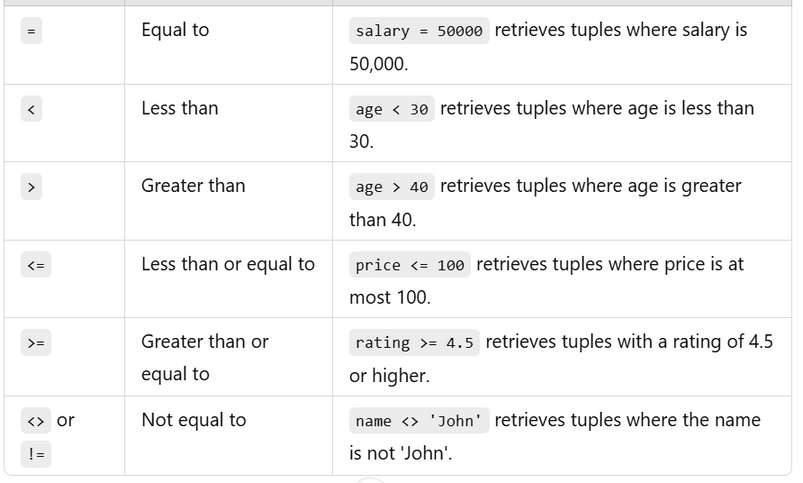 = Equal to salary = 50000 retrieves tuples where salary is
50,000.
< Less than age < 30 retrieves tuples where age is less than
30.
> Greater than age > 40 retrieves tuples where age is greater
than 40.
<= Less than or equal to price <= 100 retrieves tuples where price is at
most 100.
>= Greater than or rating >= 4.5 retrieves tuples with a rating of 4.5
equal to or higher.
<> or Not equal to name <> 'John' retrieves tuples where the name
!= is not 'John'.